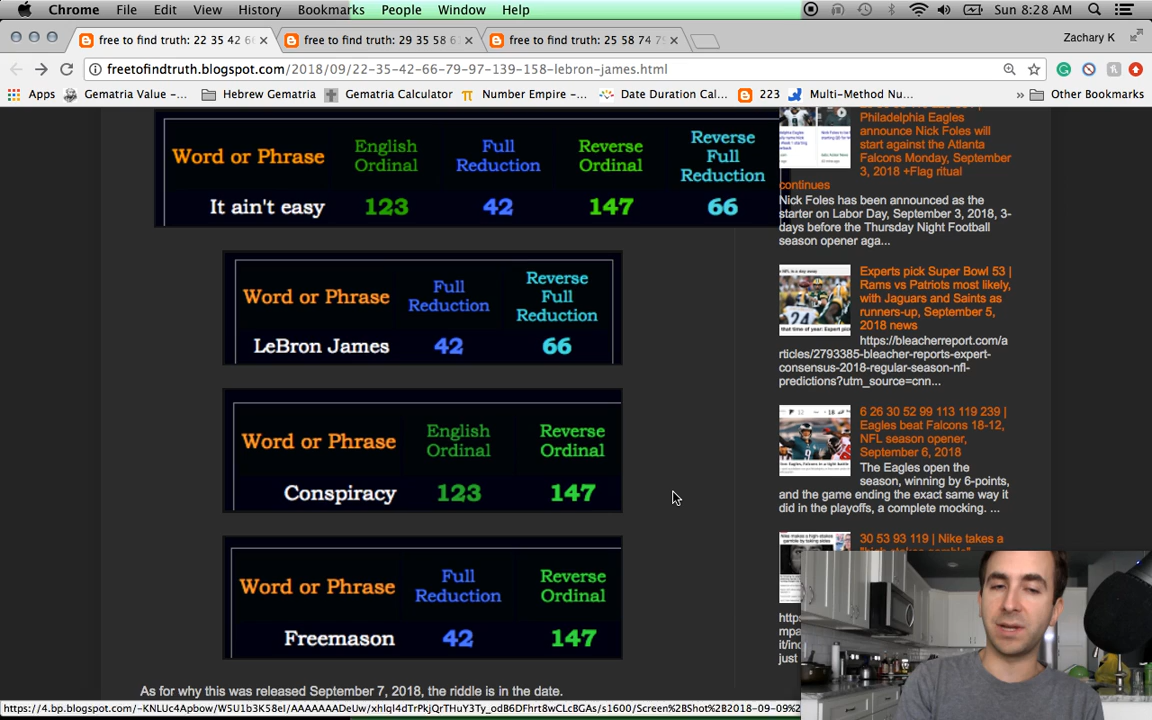 Chrome File Edit View History Bookmarks People Window Help Sun 8:28 AM
Zachary K
free to find truth: 22 35 42 6 free to find truth: 29 35 58 6 free to find truth: 25 58 74 7
freetofindtruth.blogspot.com/2018/09/22-35-42-66-79-97-139-158-lebron-james.html
Apps Gematria Value -... Hebrew Gematria Gematria Calculator Number Empire -... Date Duration Cal... 223 Multi-Method Nu... » Other Bookmarks
Word or Phrase English Ordinal Full Reduction Reverse Ordinal Reverse Full Reduction
It ain't easy 123 42 147 66
Word or Phrase Full Reduction Reverse Full Reduction
LeBron James 42 66
Word or Phrase English Ordinal Reverse Ordinal
Conspiracy 123 147
Word or Phrase Full Reduction Reverse Ordinal
Freemason 42 147
As for why this was released September 7, 2018, the riddle is in the date.
Philadelphia Eagles
announce Nick Foles will
start against the Atlanta
Falcons Monday, September
3, 2018 +Flag ritual
continues
Nick Foles has been announced as the
starter on Labor Day, September 3, 2018, 3-
days before the Thursday Night Football
season opener aga...
Experts pick Super Bowl 53 |
Rams vs Patriots most likely,
with Jaguars and Saints as
runners-up, September 5,
2018 news
https://bleacherreport.com/a
rticles/2793385-bleacher-reports-expert-
consensus-2018-regular-season-nfl-
predictions?utm_source=cnn...
6 26 30 52 99 113 119 239 |
Eagles beat Falcons 18-12,
NFL season opener,
September 6, 2018
The Eagles open the
season, winning by 6-points,
and the game ending the exact same way it
did in the playoffs, a complete mocking. ...
30 53 93 119 | Nike takes a